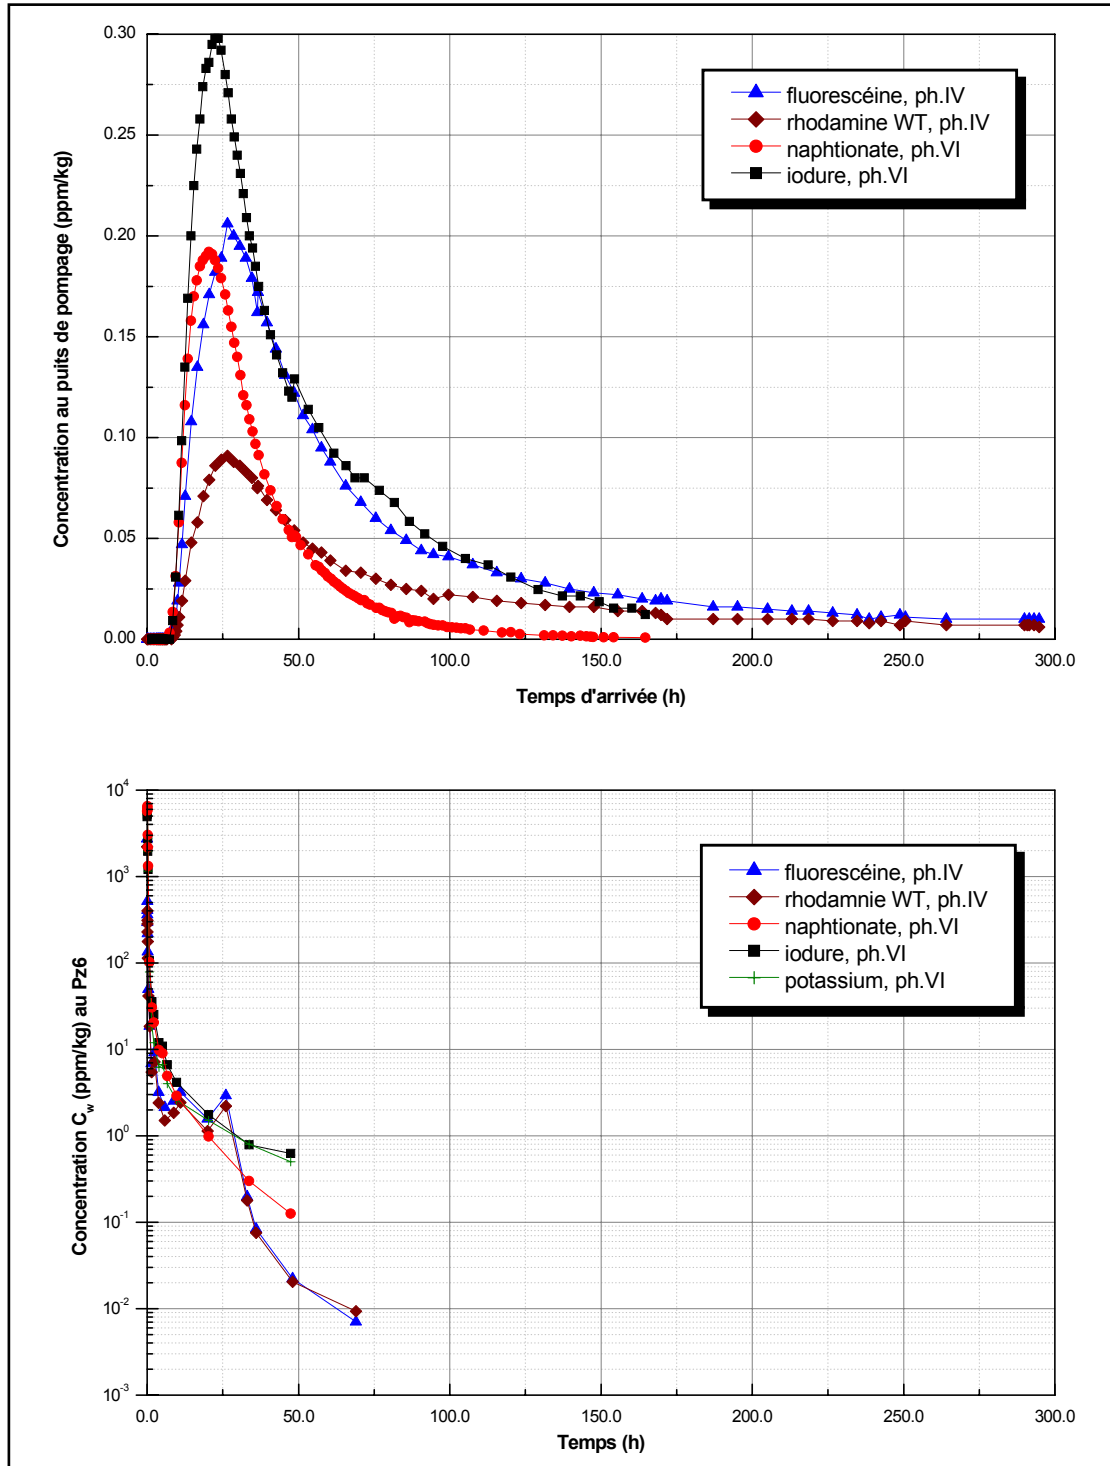 0.30
0.25
0.20
0.15
0.10
0.05
0.00
Concentration au puits de pompage (ppm/kg)
fluorescéine, ph.IV
rhodamine WT, ph.IV
naphtionate, ph.VI
iodure, ph.VI
0.0 50.0 100.0 150.0 200.0 250.0 300.0
Temps d'arrivée (h)
10⁴
10³
10²
10¹
10⁰
10⁻¹
10⁻²
10⁻³
Concentration C_w (ppm/kg) au Pz6
fluorescéine, ph.IV
rhodamnie WT, ph.IV
naphtionate, ph.VI
iodure, ph.VI
potassium, ph.VI
0.0 50.0 100.0 150.0 200.0 250.0 300.0
Temps (h)